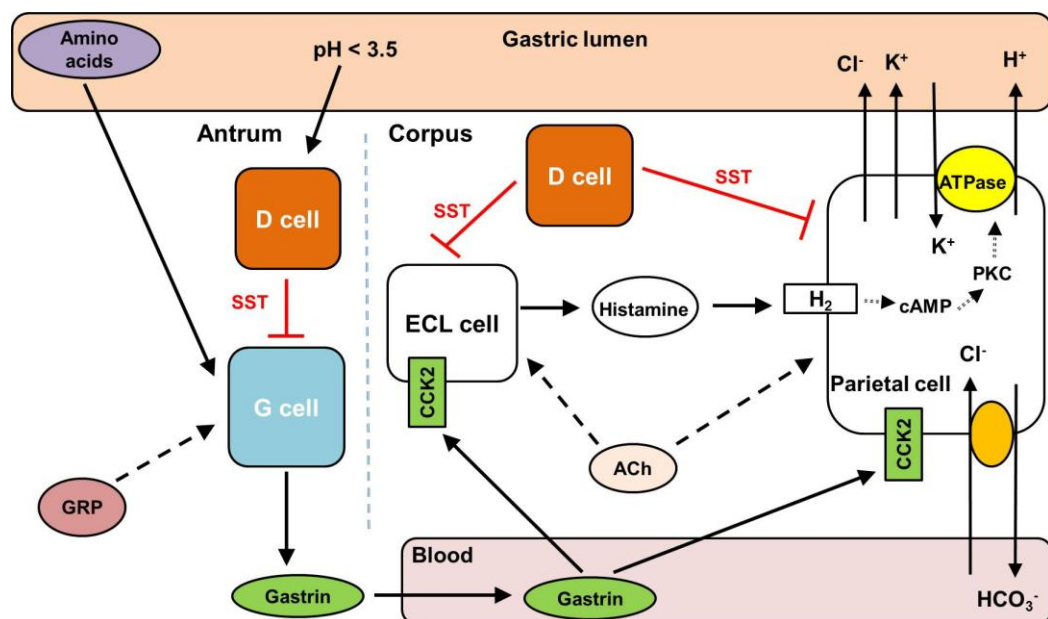 Amino
acids
pH < 3.5
Gastric lumen
Cl⁻
K⁺
H⁺
Antrum
Corpus
D cell
D cell
SST
SST
ATPase
K⁺
SST
PKC
ECL cell
Histamine
H₂
cAMP
G cell
CCK2
Cl⁻
Parietal cell
CCK2
ACh
GRP
Blood
Gastrin
Gastrin
HCO₃⁻